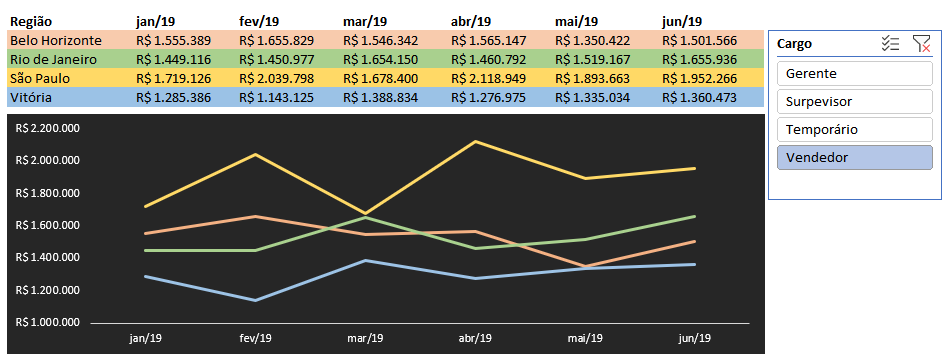 Região jan/19 fev/19 mar/19 abr/19 mai/19 jun/19
Belo Horizonte R$ 1.555.389 R$ 1.655.829 R$ 1.546.342 R$ 1.565.147 R$ 1.350.422 R$ 1.501.566
Rio de Janeiro R$ 1.449.116 R$ 1.450.977 R$ 1.654.150 R$ 1.460.792 R$ 1.519.167 R$ 1.655.936
São Paulo R$ 1.719.126 R$ 2.039.798 R$ 1.678.400 R$ 2.118.949 R$ 1.893.663 R$ 1.952.266
Vitória R$ 1.285.386 R$ 1.143.125 R$ 1.388.834 R$ 1.276.975 R$ 1.335.034 R$ 1.360.473
Cargo
Gerente
Surpevisor
Temporário
Vendedor
R$ 2.200.000
R$ 2.000.000
R$ 1.800.000
R$ 1.600.000
R$ 1.400.000
R$ 1.200.000
R$ 1.000.000
jan/19 fev/19 mar/19 abr/19 mai/19 jun/19